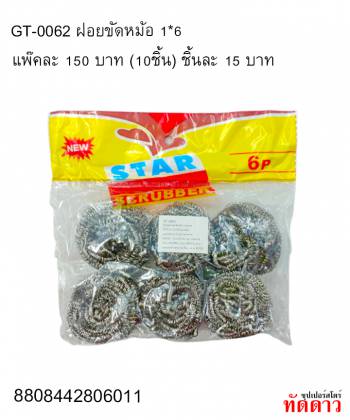 GT-0062 ฝอยขัดหม้อ 1*6
แพ๊คละ 150 บาท (10ชิ้น) ชิ้นละ 15 บาท
NEW
STAR
SCRUBBER
6P
8808442806011
ซุปเปอร์สโตร์
ทัดดาว